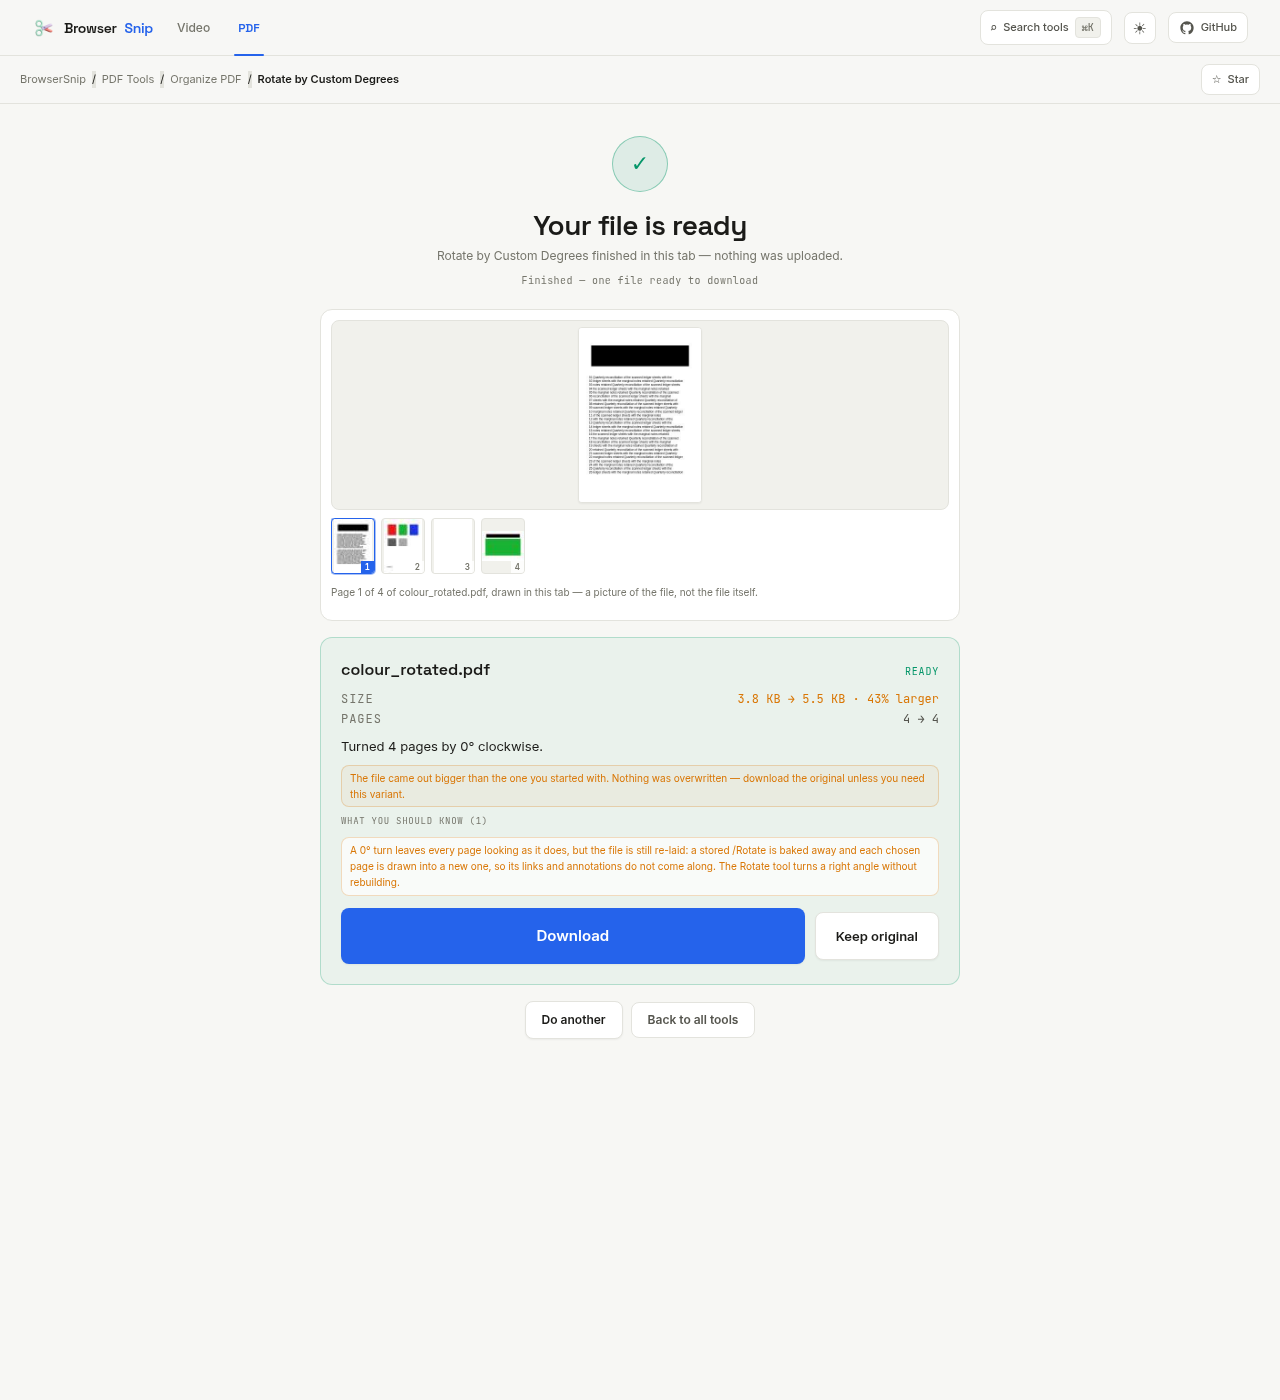 Browser Snip
Video
PDF
⌕ Search tools ⌘K
GitHub
BrowserSnip / PDF Tools / Organize PDF / Rotate by Custom Degrees
☆ Star
✓
Your file is ready
Rotate by Custom Degrees finished in this tab — nothing was uploaded.
Finished — one file ready to download
1
2
3
4
Page 1 of 4 of colour_rotated.pdf, drawn in this tab — a picture of the file, not the file itself.
colour_rotated.pdf
READY
SIZE
3.8 KB → 5.5 KB · 43% larger
PAGES
4 → 4
Turned 4 pages by 0° clockwise.
The file came out bigger than the one you started with. Nothing was overwritten — download the original unless you need
this variant.
WHAT YOU SHOULD KNOW (1)
A 0° turn leaves every page looking as it does, but the file is still re-laid: a stored /Rotate is baked away and each chosen
page is drawn into a new one, so its links and annotations do not come along. The Rotate tool turns a right angle without
rebuilding.
Download
Keep original
Do another
Back to all tools